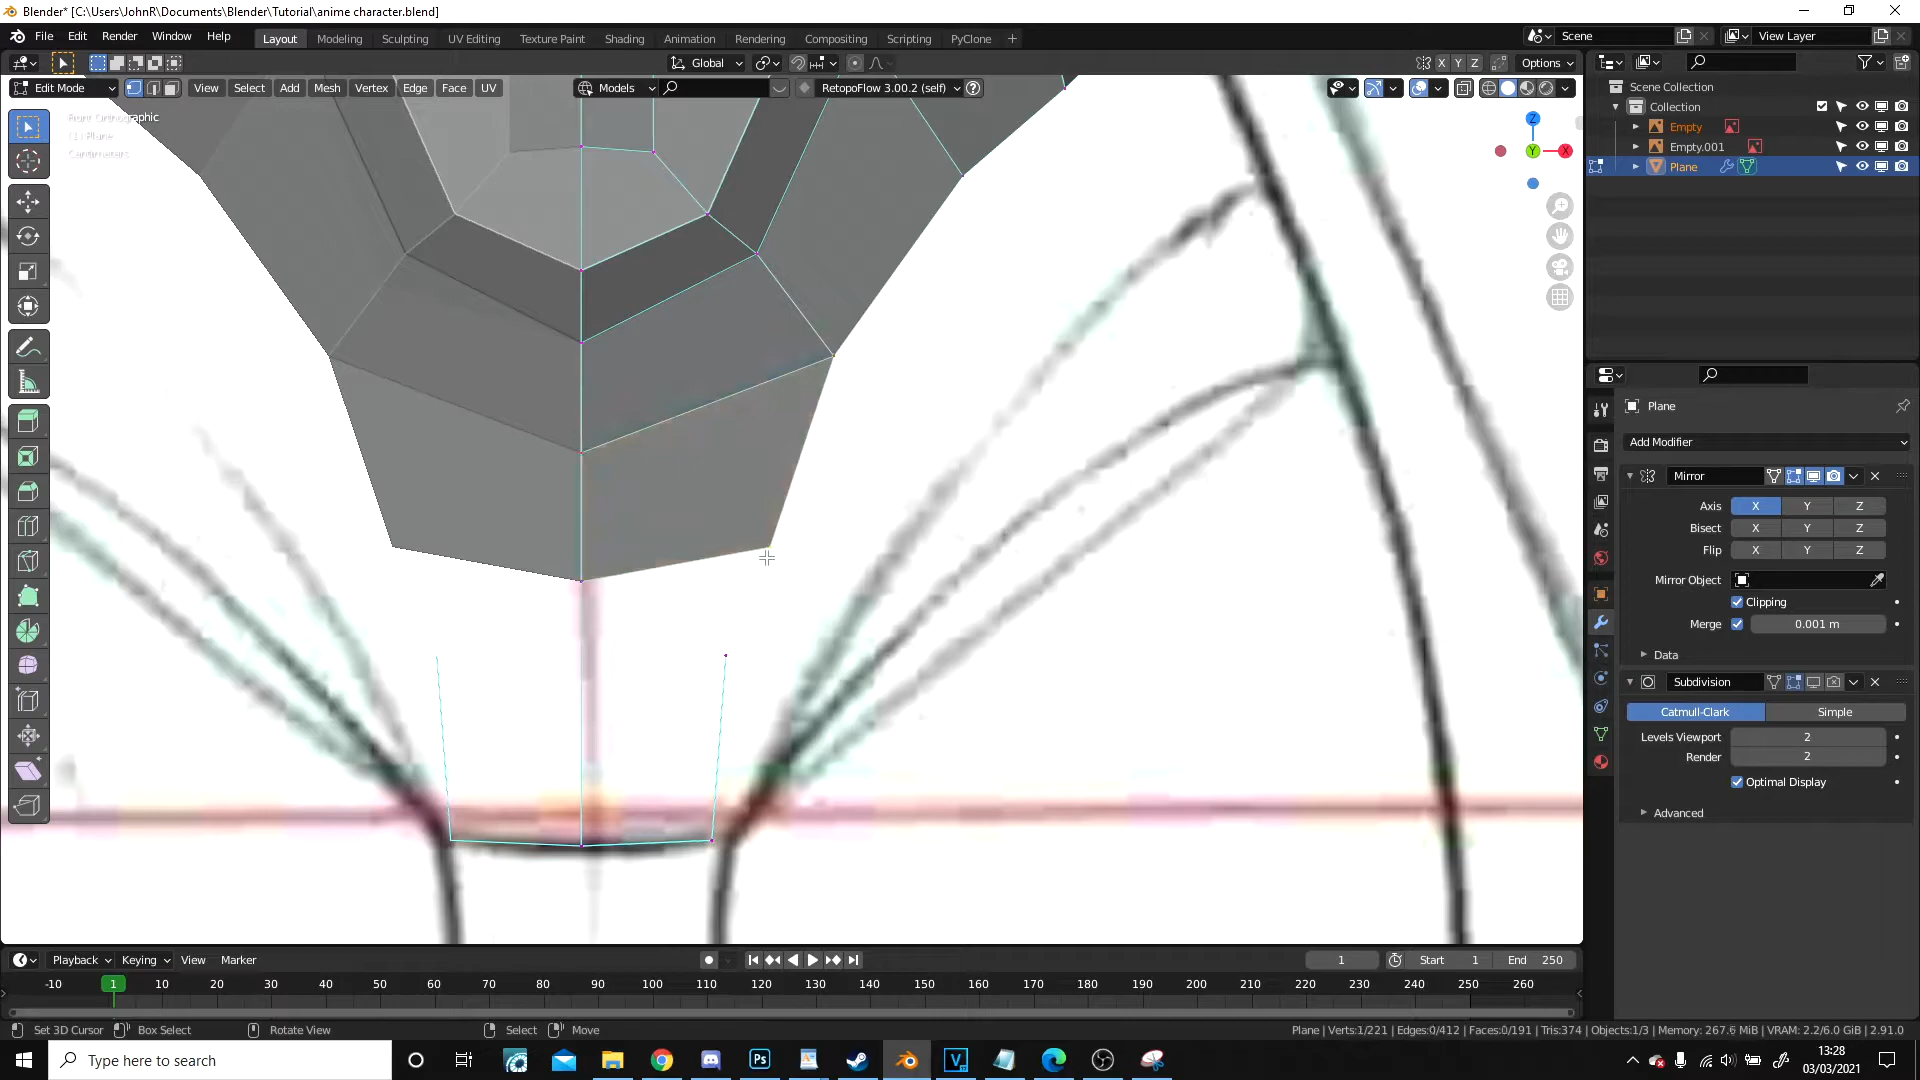 Blender* [C:\Users\JohnR\Documents\Blender\Tutorial\anime character.blend]
File Edit Render Window Help
Layout Modeling Sculpting UV Editing Texture Paint Shading Animation Rendering Compositing Scripting PyClone +
Scene
View Layer
Global
X Y Z
Options
Edit Mode
View Select Add Mesh Vertex Edge Face UV
Models
RetopoFlow 3.00.2 (self)
Front Orthographic
(1) Plane
Centimeters
Z
Y
X
Scene Collection
Collection
Empty
Empty.001
Plane
Plane
Add Modifier
Mirror
Axis X Y Z
Bisect X Y Z
Flip X Y Z
Mirror Object
Clipping
Merge 0.001 m
Data
Subdivision
Catmull-Clark Simple
Levels Viewport 2
Render 2
Optimal Display
Advanced
Playback Keying View Marker
1
Start 1
End 250
-10 1 10 20 30 40 50 60 70 80 90 100 110 120 130 140 150 160 170 180 190 200 210 220 230 240 250 260
Set 3D Cursor Box Select Rotate View Select Move
Plane | Verts:1/221 | Edges:0/412 | Faces:0/191 | Tris:374 | Objects:1/3 | Memory: 267.6 MiB | VRAM: 2.2/6.0 GiB | 2.91.0
Type here to search
Ps
V
13:28
03/03/2021